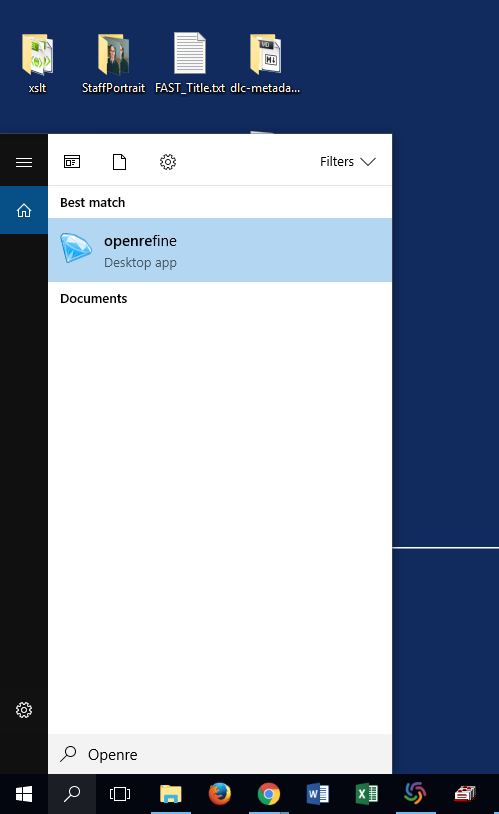 xslt
StaffPortrait
FAST_Title.txt
dlc-metada...
Filters
Best match
openrefine
Desktop app
Documents
Openre